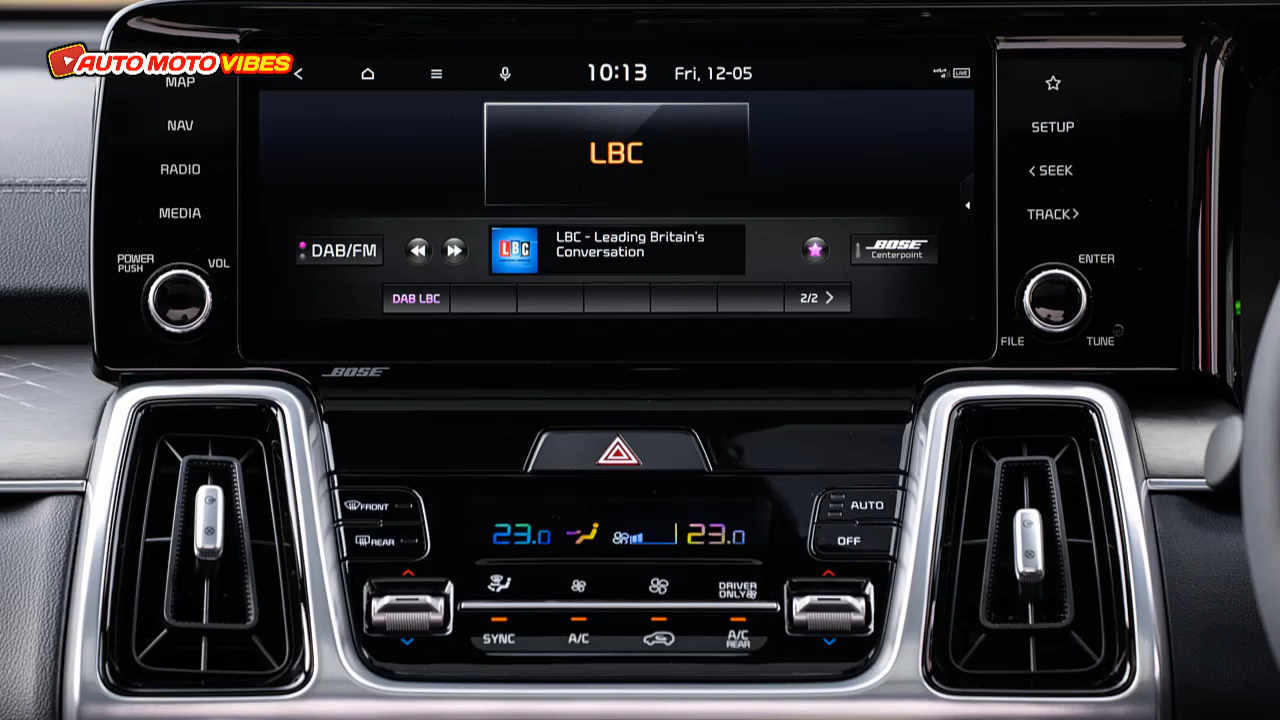 AUTO MOTO VIBES
10:13 Fri, 12-05
LIVE
MAP
NAV
RADIO
MEDIA
POWER
PUSH
VOL
LBC
DAB/FM
LBC
LBC - Leading Britain's
Conversation
BOSE
Centerpoint
DAB LBC
2/2 >
SETUP
< SEEK
TRACK >
ENTER
FILE
TUNE
BOSE
FRONT
REAR
23.0
23.0
AUTO
OFF
DRIVER
ONLY
SYNC
A/C
A/C
REAR